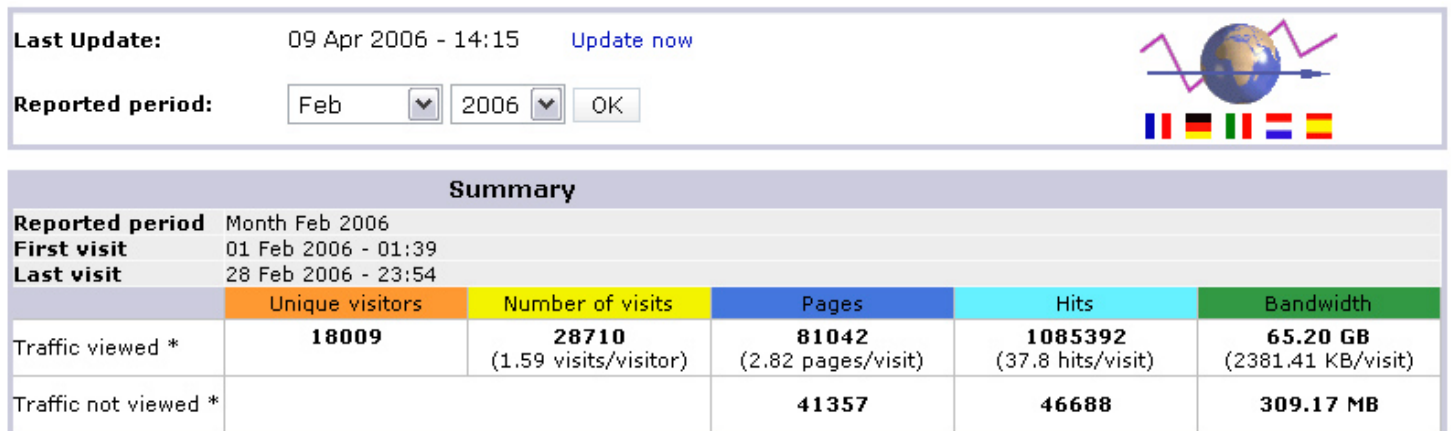 Last Update: 09 Apr 2006 - 14:15 Update now
Reported period: Feb 2006 OK
Summary
Reported period Month Feb 2006
First visit 01 Feb 2006 - 01:39
Last visit 28 Feb 2006 - 23:54
Unique visitors Number of visits Pages Hits Bandwidth
Traffic viewed * 18009 28710 81042 1085392 65.20 GB
(1.59 visits/visitor) (2.82 pages/visit) (37.8 hits/visit) (2381.41 KB/visit)
Traffic not viewed * 41357 46688 309.17 MB